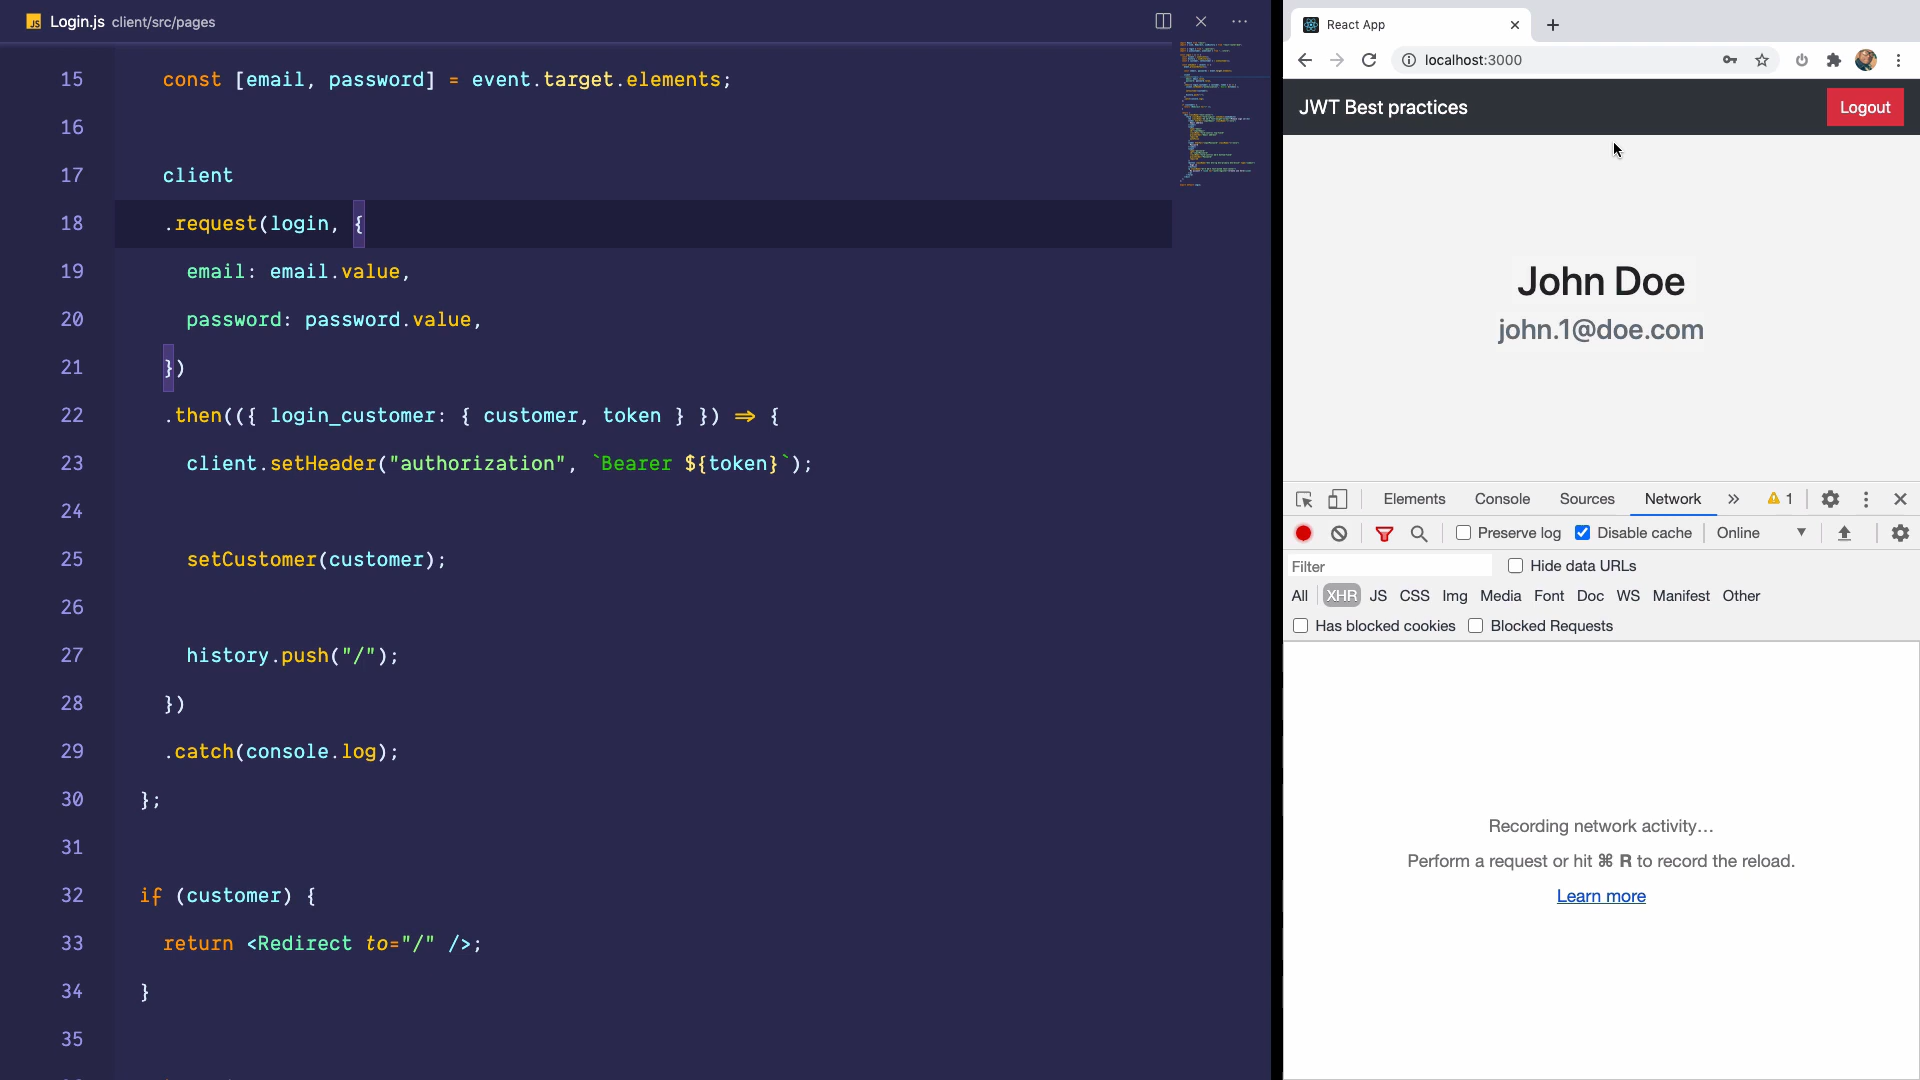 Login.js client/src/pages
15 const [email, password] = event.target.elements;
16
17 client
18 .request(login, {
19 email: email.value,
20 password: password.value,
21 })
22 .then(({ login_customer: { customer, token } }) => {
23 client.setHeader("authorization", `Bearer ${token}`);
24
25 setCustomer(customer);
26
27 history.push("/");
28 })
29 .catch(console.log);
30 };
31
32 if (customer) {
33 return <Redirect to="/" />;
34 }
35
React App
localhost:3000
JWT Best practices Logout
John Doe
john.1@doe.com
Elements Console Sources Network » 1
Preserve log Disable cache Online
Filter Hide data URLs
All XHR JS CSS Img Media Font Doc WS Manifest Other
Has blocked cookies Blocked Requests
Recording network activity…
Perform a request or hit ⌘ R to record the reload.
Learn more